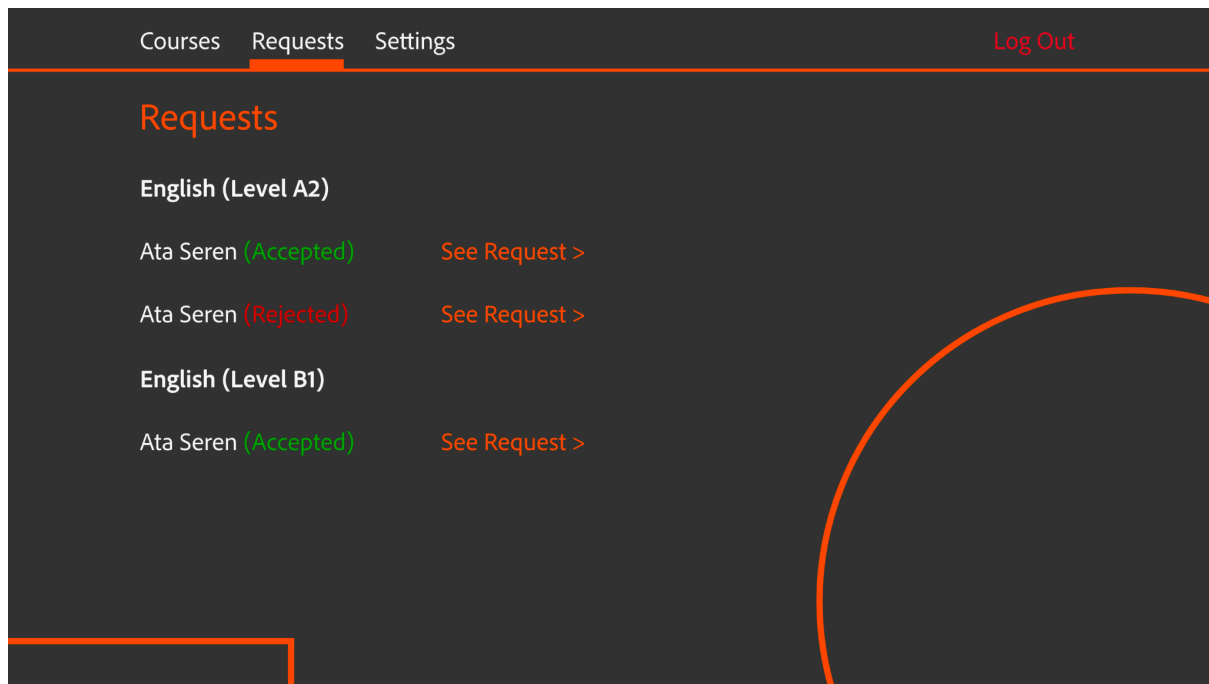 Courses Requests Settings Log Out
Requests
English (Level A2)
Ata Seren (Accepted) See Request >
Ata Seren (Rejected) See Request >
English (Level B1)
Ata Seren (Accepted) See Request >